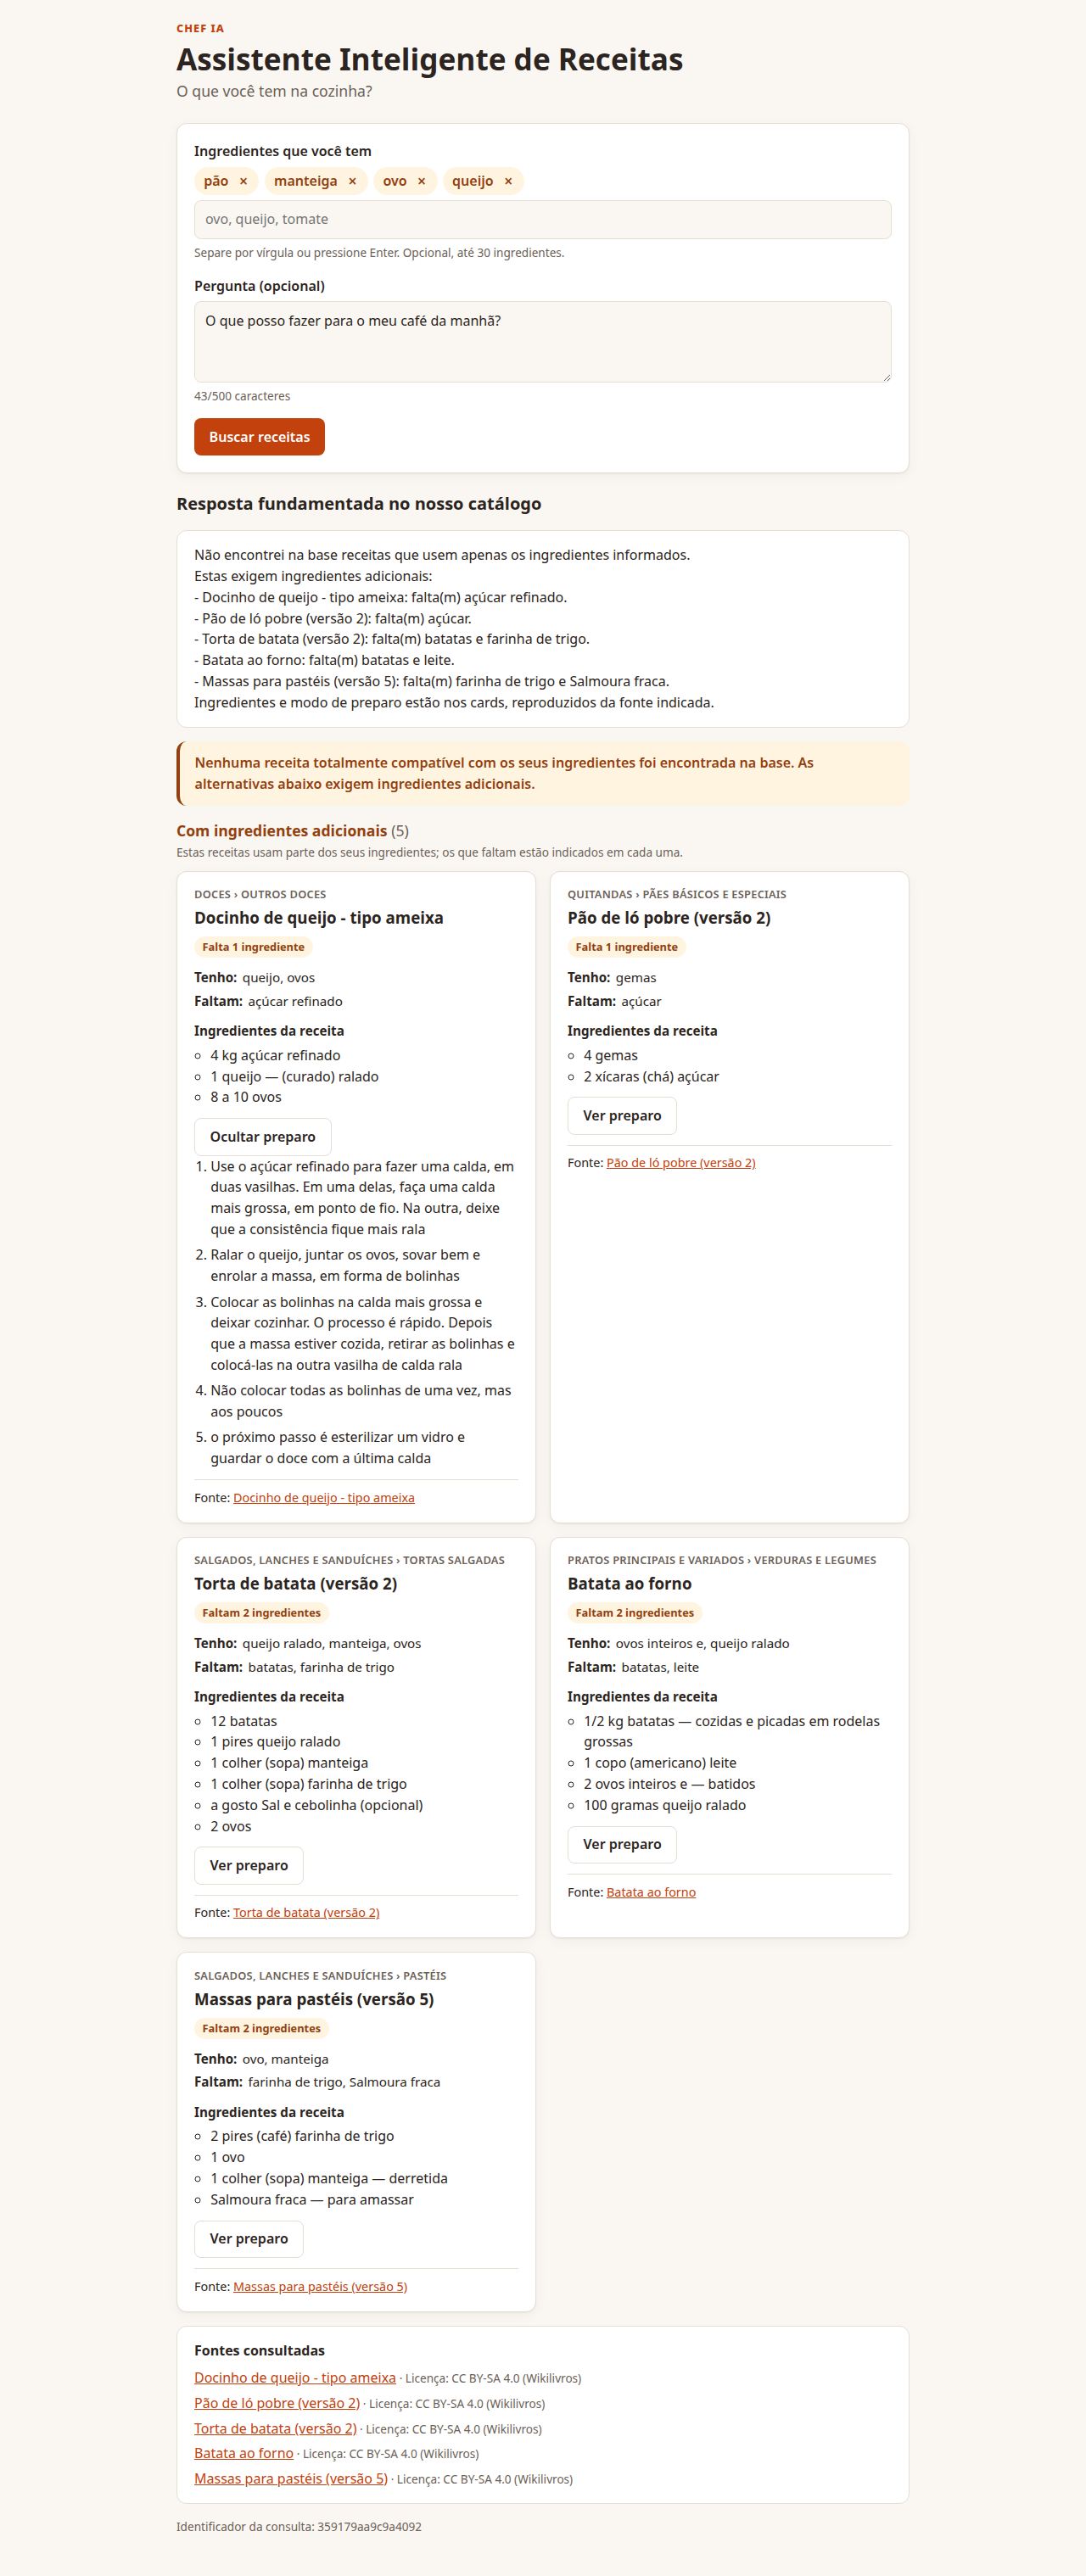 CHEF IA
Assistente Inteligente de Receitas
O que você tem na cozinha?
Ingredientes que você tem
pão ×
manteiga ×
ovo ×
queijo ×
ovo, queijo, tomate
Separe por vírgula ou pressione Enter. Opcional, até 30 ingredientes.
Pergunta (opcional)
O que posso fazer para o meu café da manhã?
43/500 caracteres
Buscar receitas
Resposta fundamentada no nosso catálogo
Não encontrei na base receitas que usem apenas os ingredientes informados.
Estas exigem ingredientes adicionais:
- Docinho de queijo - tipo ameixa: falta(m) açúcar refinado.
- Pão de ló pobre (versão 2): falta(m) açúcar.
- Torta de batata (versão 2): falta(m) batatas e farinha de trigo.
- Batata ao forno: falta(m) batatas e leite.
- Massas para pastéis (versão 5): falta(m) farinha de trigo e Salmoura fraca.
Ingredientes e modo de preparo estão nos cards, reproduzidos da fonte indicada.
Nenhuma receita totalmente compatível com os seus ingredientes foi encontrada na base. As
alternativas abaixo exigem ingredientes adicionais.
Com ingredientes adicionais (5)
Estas receitas usam parte dos seus ingredientes; os que faltam estão indicados em cada uma.
DOCES › OUTROS DOCES
Docinho de queijo - tipo ameixa
Falta 1 ingrediente
Tenho: queijo, ovos
Faltam: açúcar refinado
Ingredientes da receita
4 kg açúcar refinado
1 queijo — (curado) ralado
8 a 10 ovos
Ocultar preparo
1. Use o açúcar refinado para fazer uma calda, em
duas vasilhas. Em uma delas, faça uma calda
mais grossa, em ponto de fio. Na outra, deixe
que a consistência fique mais rala
2. Ralar o queijo, juntar os ovos, sovar bem e
enrolar a massa, em forma de bolinhas
3. Colocar as bolinhas na calda mais grossa e
deixar cozinhar. O processo é rápido. Depois
que a massa estiver cozida, retirar as bolinhas e
colocá-las na outra vasilha de calda rala
4. Não colocar todas as bolinhas de uma vez, mas
aos poucos
5. o próximo passo é esterilizar um vidro e
guardar o doce com a última calda
Fonte: Docinho de queijo - tipo ameixa
QUITANDAS › PÃES BÁSICOS E ESPECIAIS
Pão de ló pobre (versão 2)
Falta 1 ingrediente
Tenho: gemas
Faltam: açúcar
Ingredientes da receita
4 gemas
2 xícaras (chá) açúcar
Ver preparo
Fonte: Pão de ló pobre (versão 2)
SALGADOS, LANCHES E SANDUÍCHES › TORTAS SALGADAS
Torta de batata (versão 2)
Faltam 2 ingredientes
Tenho: queijo ralado, manteiga, ovos
Faltam: batatas, farinha de trigo
Ingredientes da receita
12 batatas
1 pires queijo ralado
1 colher (sopa) manteiga
1 colher (sopa) farinha de trigo
a gosto Sal e cebolinha (opcional)
2 ovos
Ver preparo
Fonte: Torta de batata (versão 2)
PRATOS PRINCIPAIS E VARIADOS › VERDURAS E LEGUMES
Batata ao forno
Faltam 2 ingredientes
Tenho: ovos inteiros e, queijo ralado
Faltam: batatas, leite
Ingredientes da receita
1/2 kg batatas — cozidas e picadas em rodelas
grossas
1 copo (americano) leite
2 ovos inteiros e — batidos
100 gramas queijo ralado
Ver preparo
Fonte: Batata ao forno
SALGADOS, LANCHES E SANDUÍCHES › PASTÉIS
Massas para pastéis (versão 5)
Faltam 2 ingredientes
Tenho: ovo, manteiga
Faltam: farinha de trigo, Salmoura fraca
Ingredientes da receita
2 pires (café) farinha de trigo
1 ovo
1 colher (sopa) manteiga — derretida
Salmoura fraca — para amassar
Ver preparo
Fonte: Massas para pastéis (versão 5)
Fontes consultadas
Docinho de queijo - tipo ameixa · Licença: CC BY-SA 4.0 (Wikilivros)
Pão de ló pobre (versão 2) · Licença: CC BY-SA 4.0 (Wikilivros)
Torta de batata (versão 2) · Licença: CC BY-SA 4.0 (Wikilivros)
Batata ao forno · Licença: CC BY-SA 4.0 (Wikilivros)
Massas para pastéis (versão 5) · Licença: CC BY-SA 4.0 (Wikilivros)
Identificador da consulta: 359179aa9c9a4092